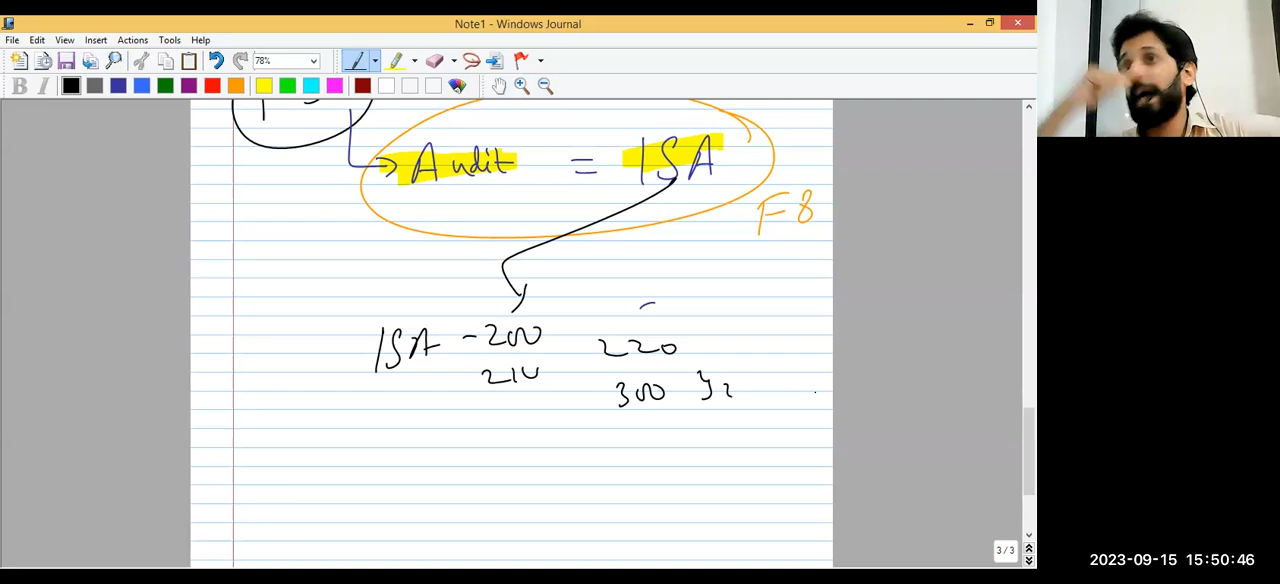 Note1 - Windows Journal
File Edit View Insert Actions Tools Help
78%
B I
Audit = ISA
F-8
ISA -200 220
210 300
3 / 3
2023-09-15 15:50:46